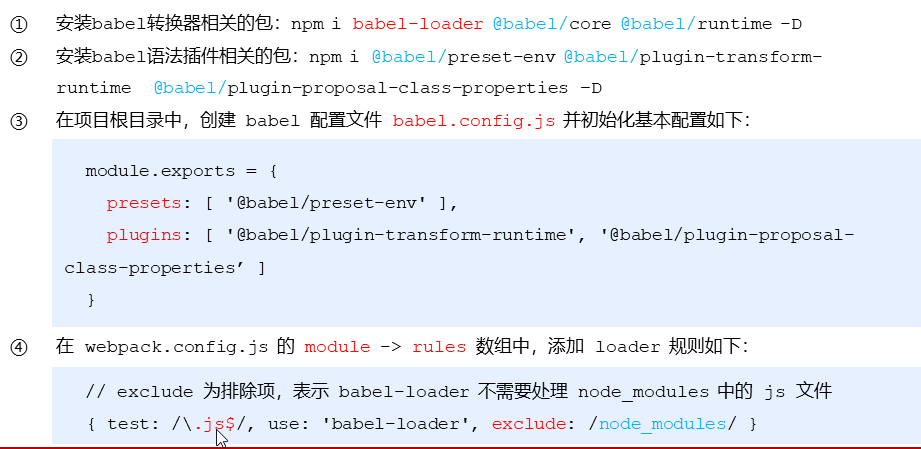 ① 安装babel转换器相关的包：npm i babel-loader @babel/core @babel/runtime -D
② 安装babel语法插件相关的包：npm i @babel/preset-env @babel/plugin-transform-
runtime @babel/plugin-proposal-class-properties -D
③ 在项目根目录中，创建 babel 配置文件 babel.config.js 并初始化基本配置如下：
module.exports = {
presets: [ '@babel/preset-env' ],
plugins: [ '@babel/plugin-transform-runtime', '@babel/plugin-proposal-
class-properties’ ]
}
④ 在 webpack.config.js 的 module -> rules 数组中，添加 loader 规则如下：
// exclude 为排除项，表示 babel-loader 不需要处理 node_modules 中的 js 文件
{ test: /\.js$/, use: 'babel-loader', exclude: /node_modules/ }